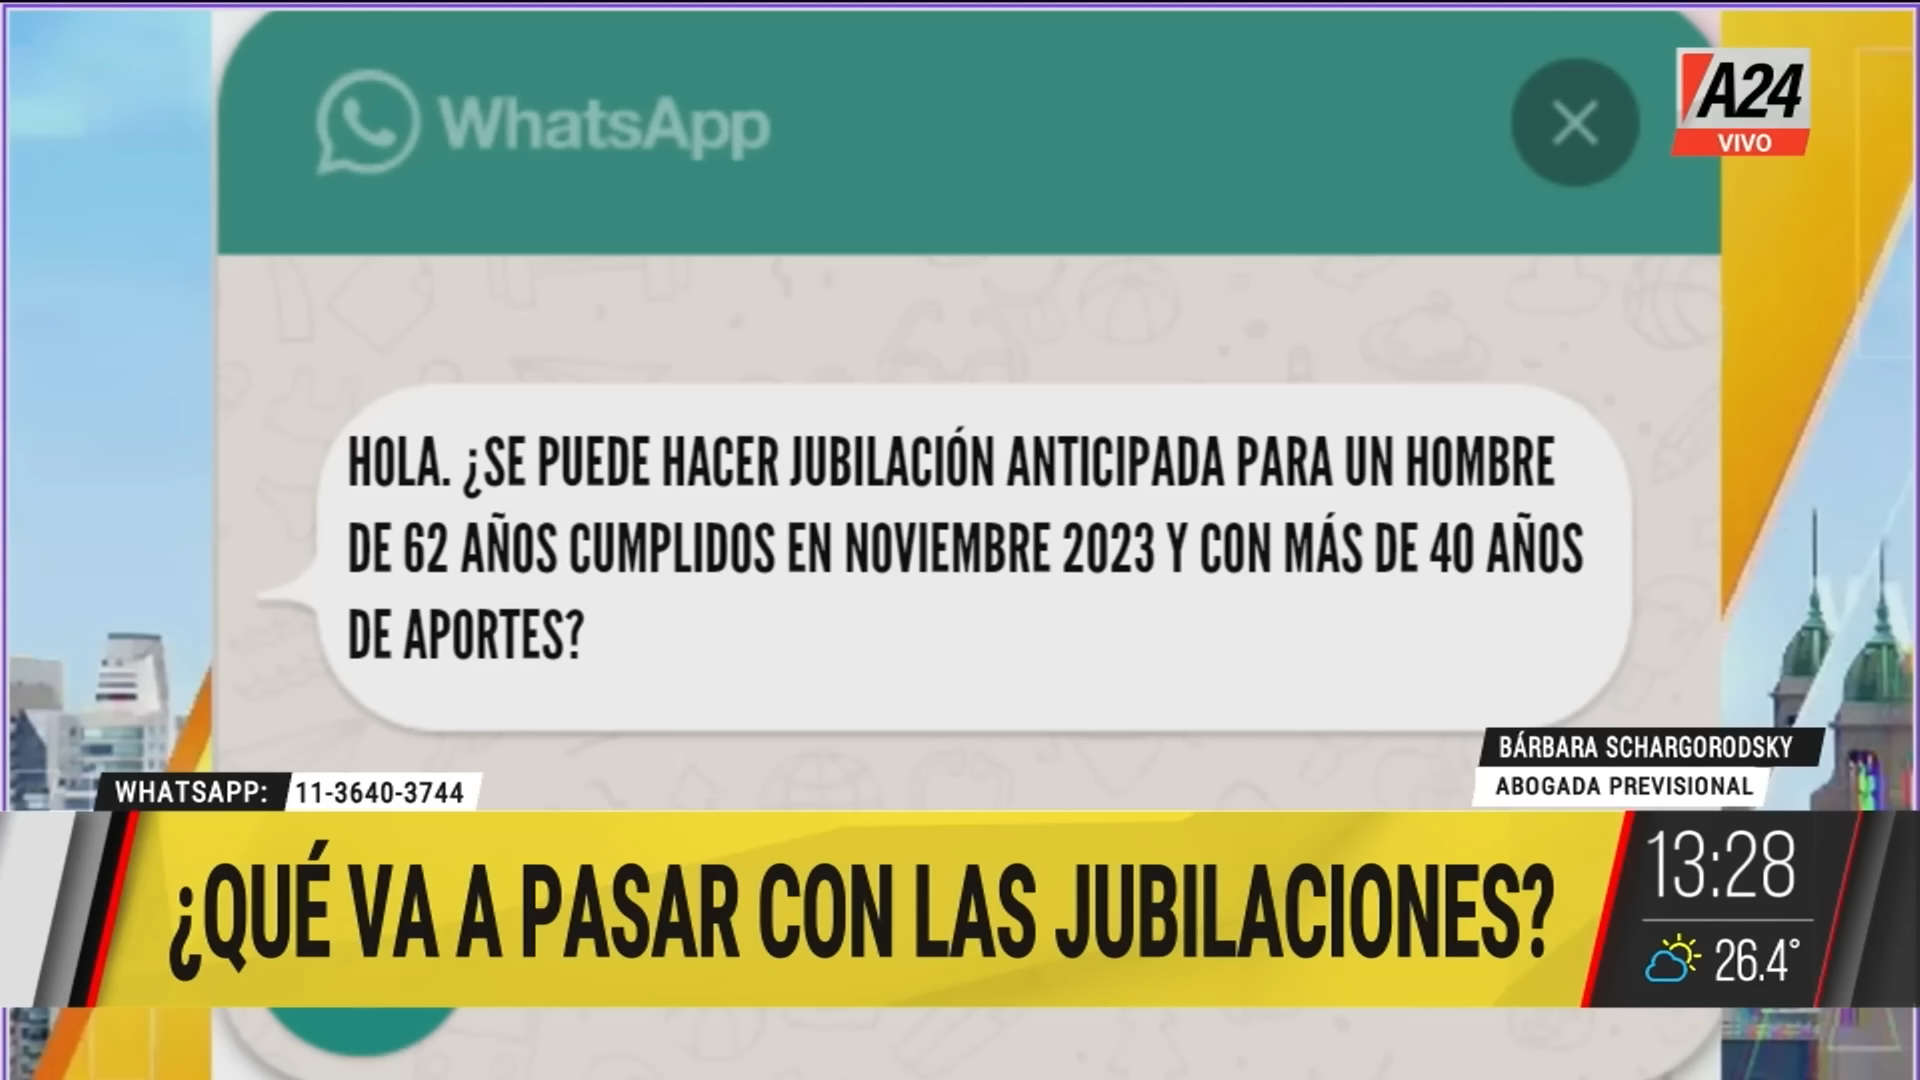 WhatsApp
A24
VIVO
HOLA. ¿SE PUEDE HACER JUBILACIÓN ANTICIPADA PARA UN HOMBRE
DE 62 AÑOS CUMPLIDOS EN NOVIEMBRE 2023 Y CON MÁS DE 40 AÑOS
DE APORTES?
BÁRBARA SCHARGORODSKY
ABOGADA PREVISIONAL
WHATSAPP: 11-3640-3744
¿QUÉ VA A PASAR CON LAS JUBILACIONES?
13:28
26.4°